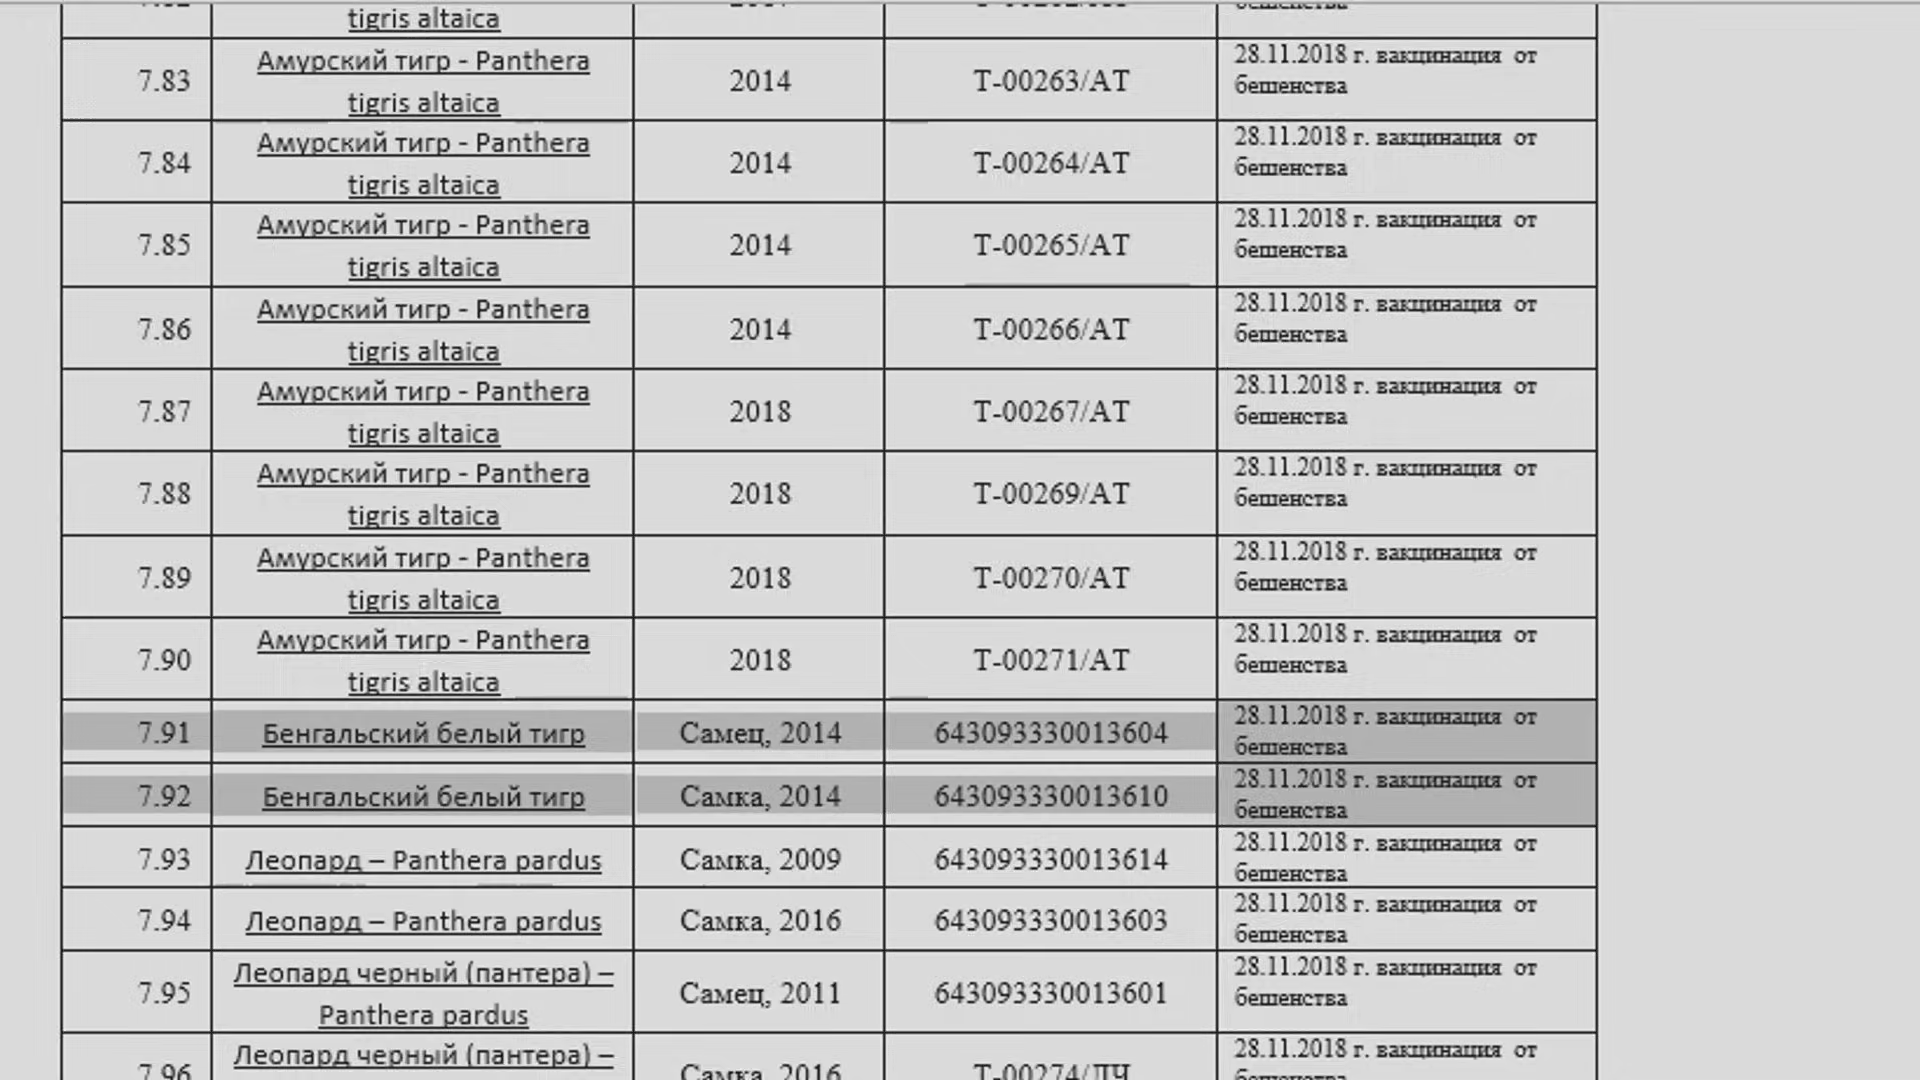 tigris altaica
7.83 Амурский тигр - Panthera tigris altaica 2014 Т-00263/АТ 28.11.2018 г. вакцинация от бешенства
7.84 Амурский тигр - Panthera tigris altaica 2014 Т-00264/АТ 28.11.2018 г. вакцинация от бешенства
7.85 Амурский тигр - Panthera tigris altaica 2014 Т-00265/АТ 28.11.2018 г. вакцинация от бешенства
7.86 Амурский тигр - Panthera tigris altaica 2014 Т-00266/АТ 28.11.2018 г. вакцинация от бешенства
7.87 Амурский тигр - Panthera tigris altaica 2018 Т-00267/АТ 28.11.2018 г. вакцинация от бешенства
7.88 Амурский тигр - Panthera tigris altaica 2018 Т-00269/АТ 28.11.2018 г. вакцинация от бешенства
7.89 Амурский тигр - Panthera tigris altaica 2018 Т-00270/АТ 28.11.2018 г. вакцинация от бешенства
7.90 Амурский тигр - Panthera tigris altaica 2018 Т-00271/АТ 28.11.2018 г. вакцинация от бешенства
7.91 Бенгальский белый тигр Самец, 2014 643093330013604 28.11.2018 г. вакцинация от бешенства
7.92 Бенгальский белый тигр Самка, 2014 643093330013610 28.11.2018 г. вакцинация от бешенства
7.93 Леопард – Panthera pardus Самка, 2009 643093330013614 28.11.2018 г. вакцинация от бешенства
7.94 Леопард – Panthera pardus Самка, 2016 643093330013603 28.11.2018 г. вакцинация от бешенства
7.95 Леопард черный (пантера) – Panthera pardus Самец, 2011 643093330013601 28.11.2018 г. вакцинация от бешенства
7.96 Леопард черный (пантера) – Самка, 2016 Т-00274/ЛЧ 28.11.2018 г. вакцинация от